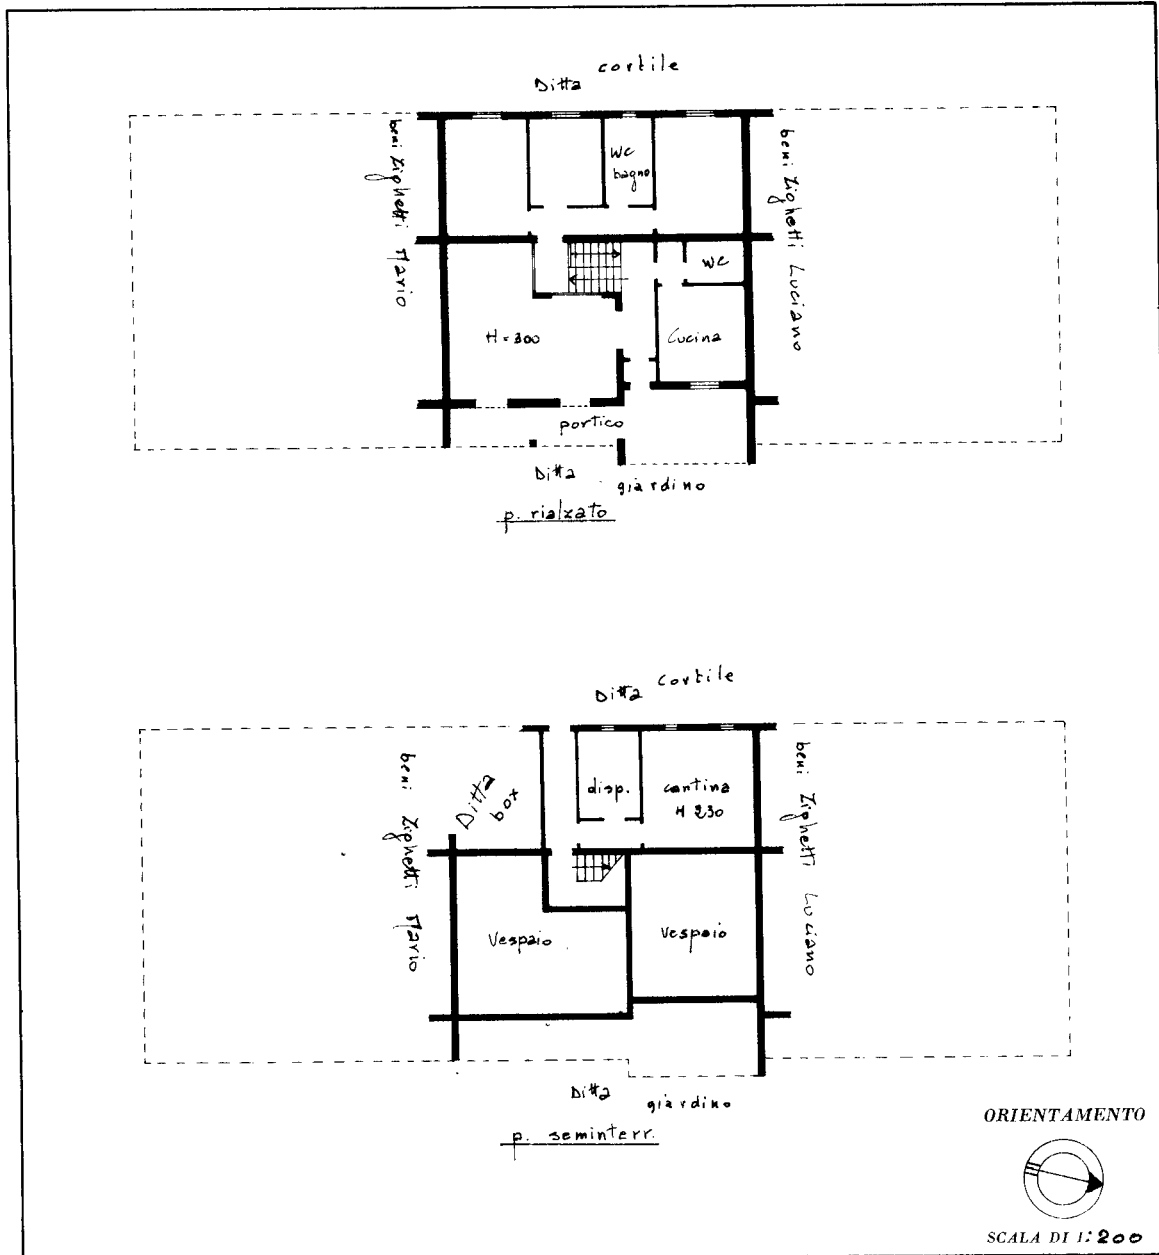 Ditta cortile
beni Zighetti Mario
WC
bagno
beni Zighetti Luciano
WC
H = 300
Cucina
portico
Ditta giardino
p. rialzato
Ditta cortile
beni Zighetti Mario
Ditta
box
disp.
cantina
H 230
beni Zighetti Luciano
Vespaio
Vespaio
Ditta giardino
p. seminterr.
ORIENTAMENTO
SCALA DI 1:200